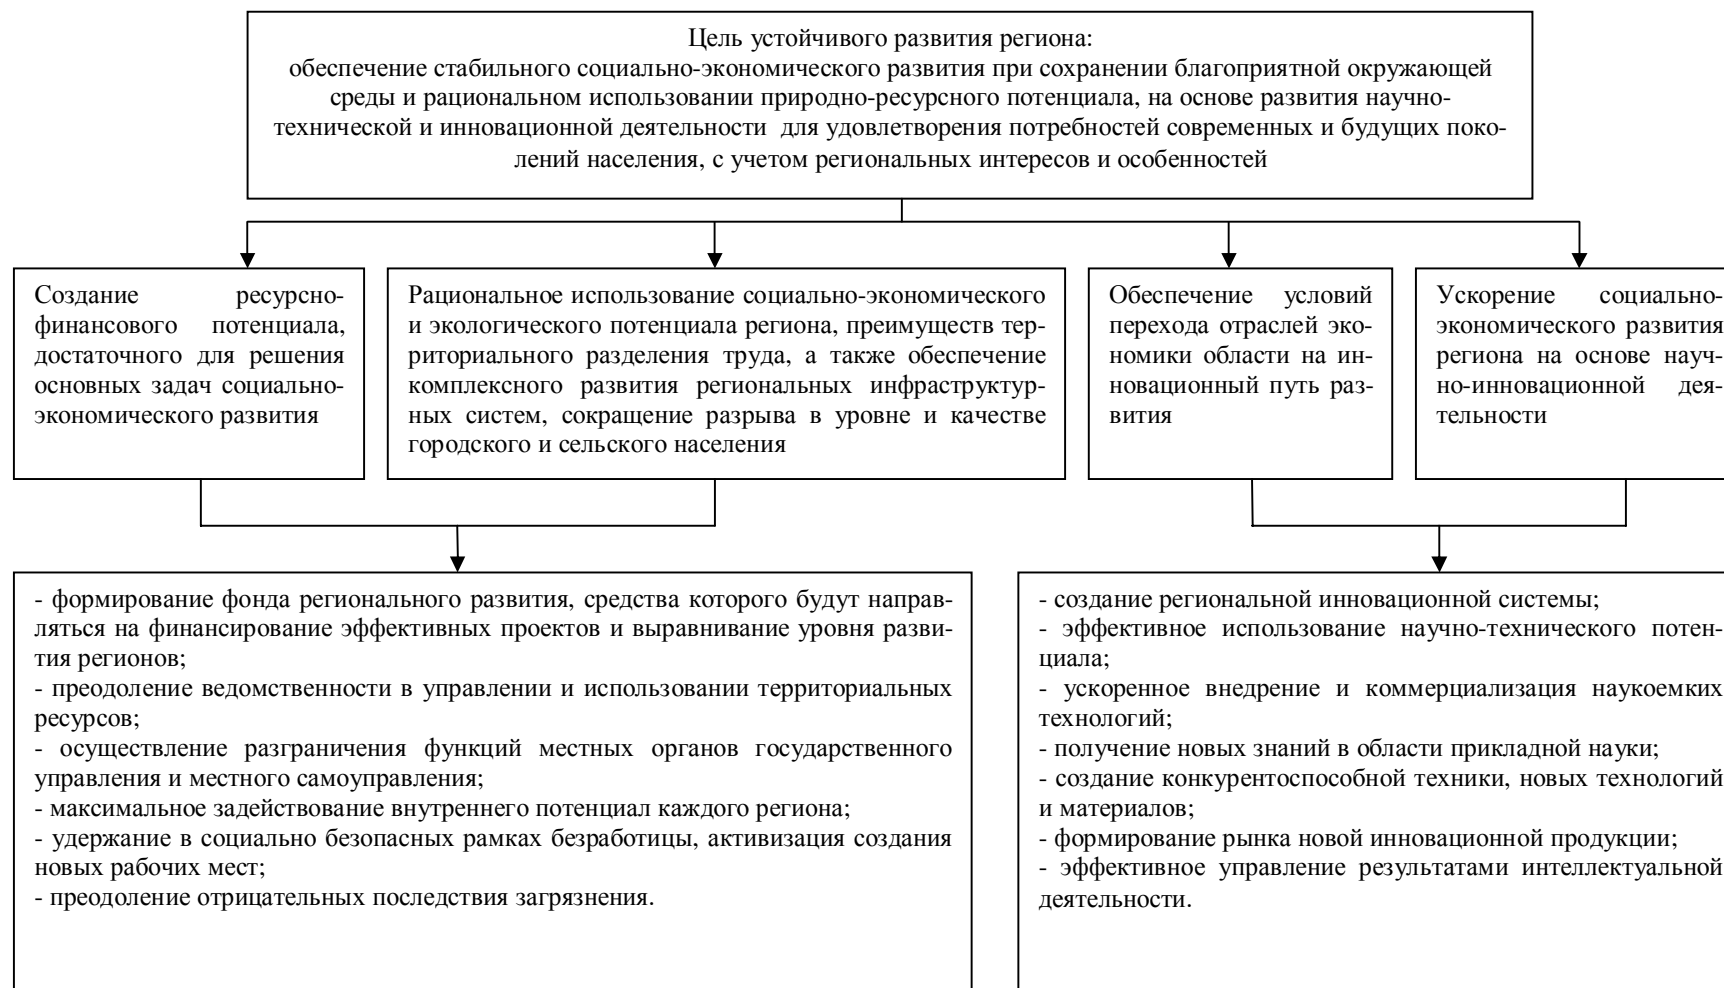 Цель устойчивого развития региона:
обеспечение стабильного социально-экономического развития при сохранении благоприятной окружающей
среды и рациональном использовании природно-ресурсного потенциала, на основе развития научно-
технической и инновационной деятельности  для удовлетворения потребностей современных и будущих поко-
лений населения, с учетом региональных интересов и особенностей
Создание ресурсно-
финансового потенциала,
достаточного для решения
основных задач социально-
экономического развития
Рациональное использование социально-экономического
и экологического потенциала региона, преимуществ тер-
риториального разделения труда, а также обеспечение
комплексного развития региональных инфраструктур-
ных систем, сокращение разрыва в уровне и качестве
городского и сельского населения
Обеспечение условий
перехода отраслей эко-
номики области на ин-
новационный путь раз-
вития
Ускорение социально-
экономического развития
региона на основе науч-
но-инновационной дея-
тельности
- формирование фонда регионального развития, средства которого будут направ-
ляться на финансирование эффективных проектов и выравнивание уровня разви-
тия регионов;
- преодоление ведомственности в управлении и использовании территориальных
ресурсов;
- осуществление разграничения функций местных органов государственного
управления и местного самоуправления;
- максимальное задействование внутреннего потенциал каждого региона;
- удержание в социально безопасных рамках безработицы, активизация создания
новых рабочих мест;
- преодоление отрицательных последствия загрязнения.
- создание региональной инновационной системы;
- эффективное использование научно-технического потен-
циала;
- ускоренное внедрение и коммерциализация наукоемких
технологий;
- получение новых знаний в области прикладной науки;
- создание конкурентоспособной техники, новых технологий
и материалов;
- формирование рынка новой инновационной продукции;
- эффективное управление результатами интеллектуальной
деятельности.